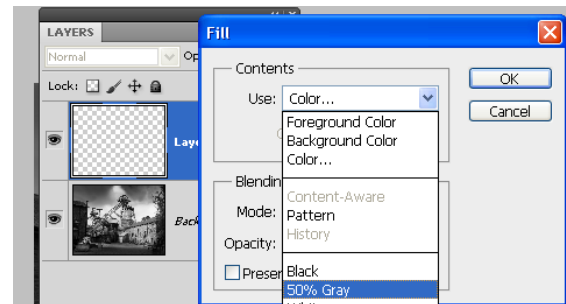 LAYERS
Normal
Op
Lock:
Laye
Back
Fill
Contents
Use: Color...
OK
Cancel
Foreground Color
Background Color
Color...
Blendin
Content-Aware
Mode:
Pattern
History
Opacity:
Preser
Black
50% Gray